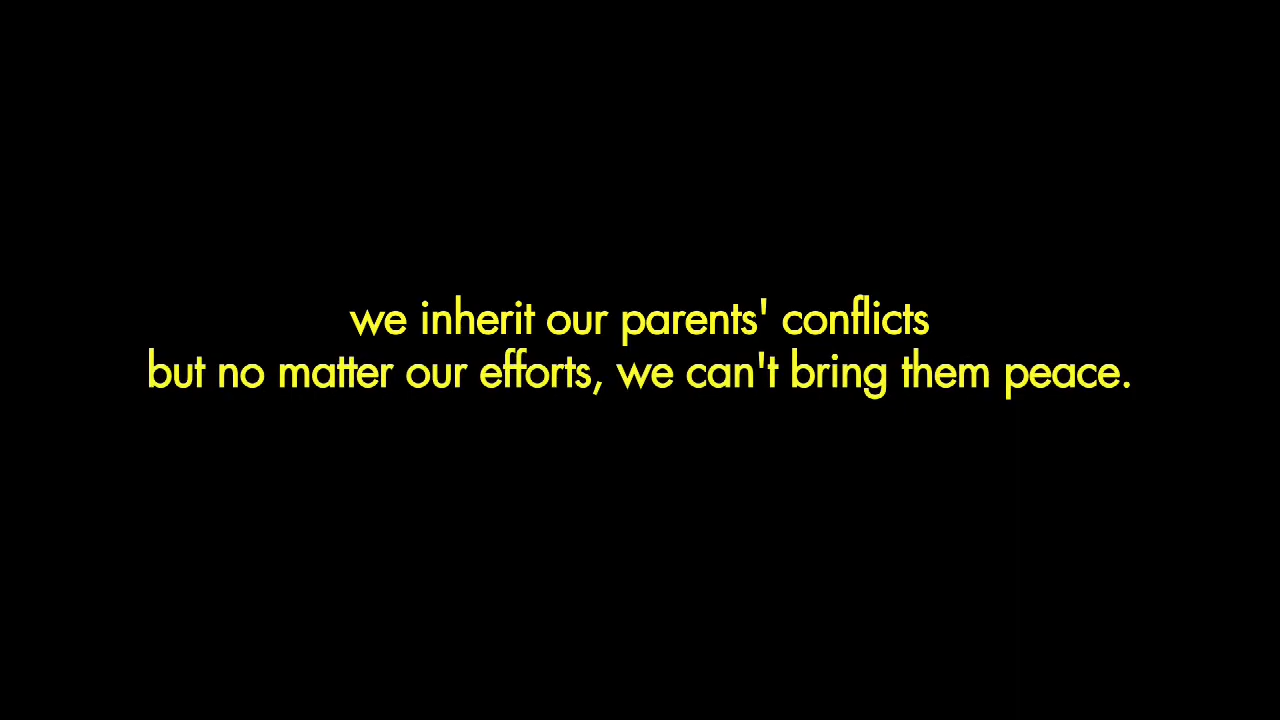 we inherit our parents' conflicts
but no matter our efforts, we can't bring them peace.